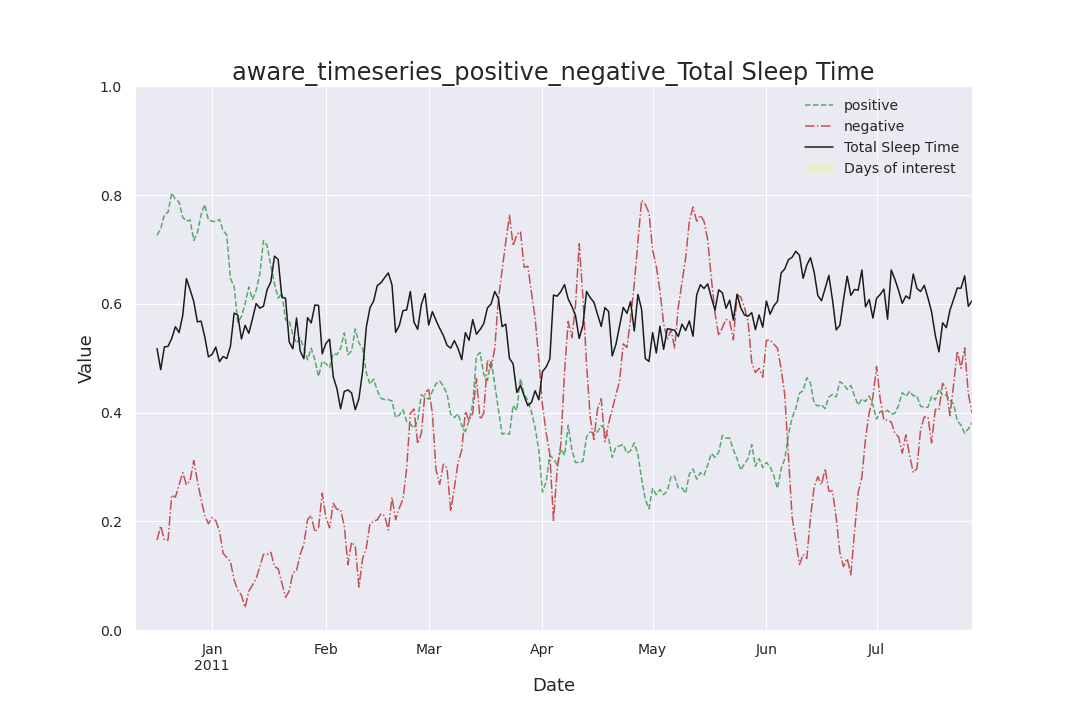 aware_timeseries_positive_negative_Total Sleep Time
1.0
0.8
0.6
0.4
0.2
0.0
Value
positive
negative
Total Sleep Time
Days of interest
Jan
2011
Feb
Mar
Apr
May
Jun
Jul
Date